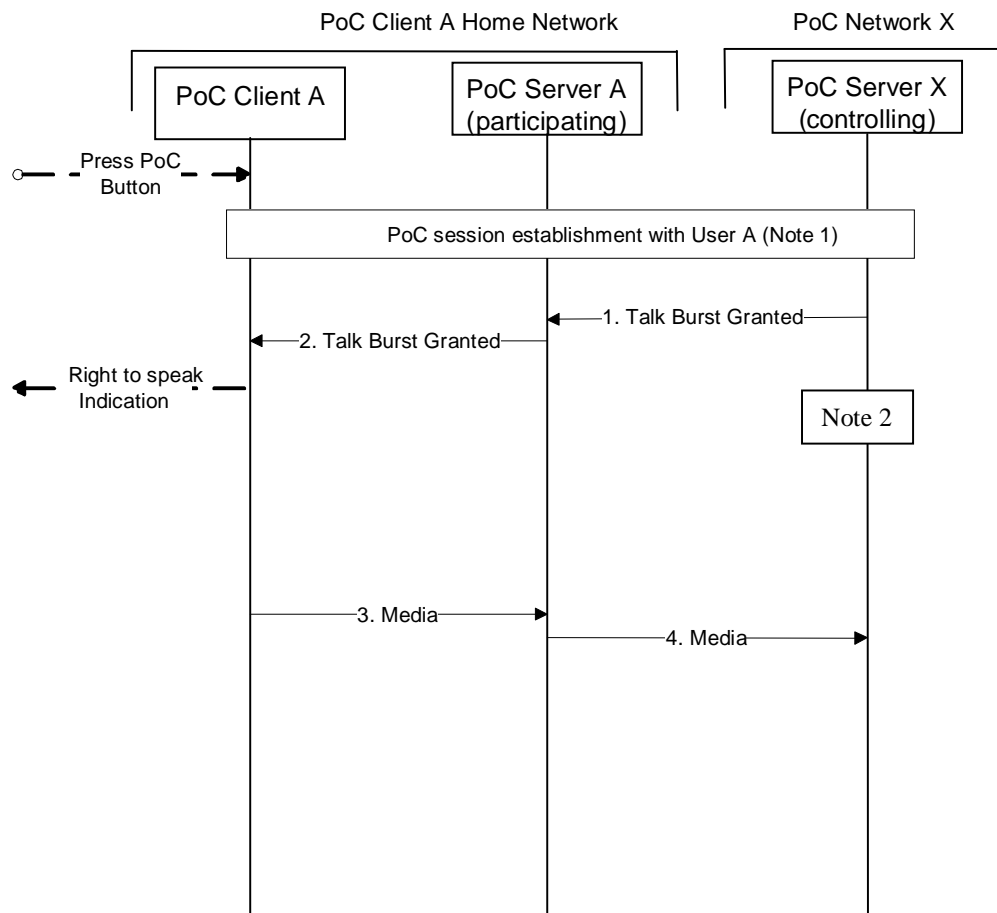 PoC Client A Home Network
PoC Network X
PoC Client A
PoC Server A
(participating)
PoC Server X
(controlling)
Press PoC
Button
PoC session establishment with User A (Note 1)
1. Talk Burst Granted
2. Talk Burst Granted
Right to speak
Indication
Note 2
3. Media
4. Media